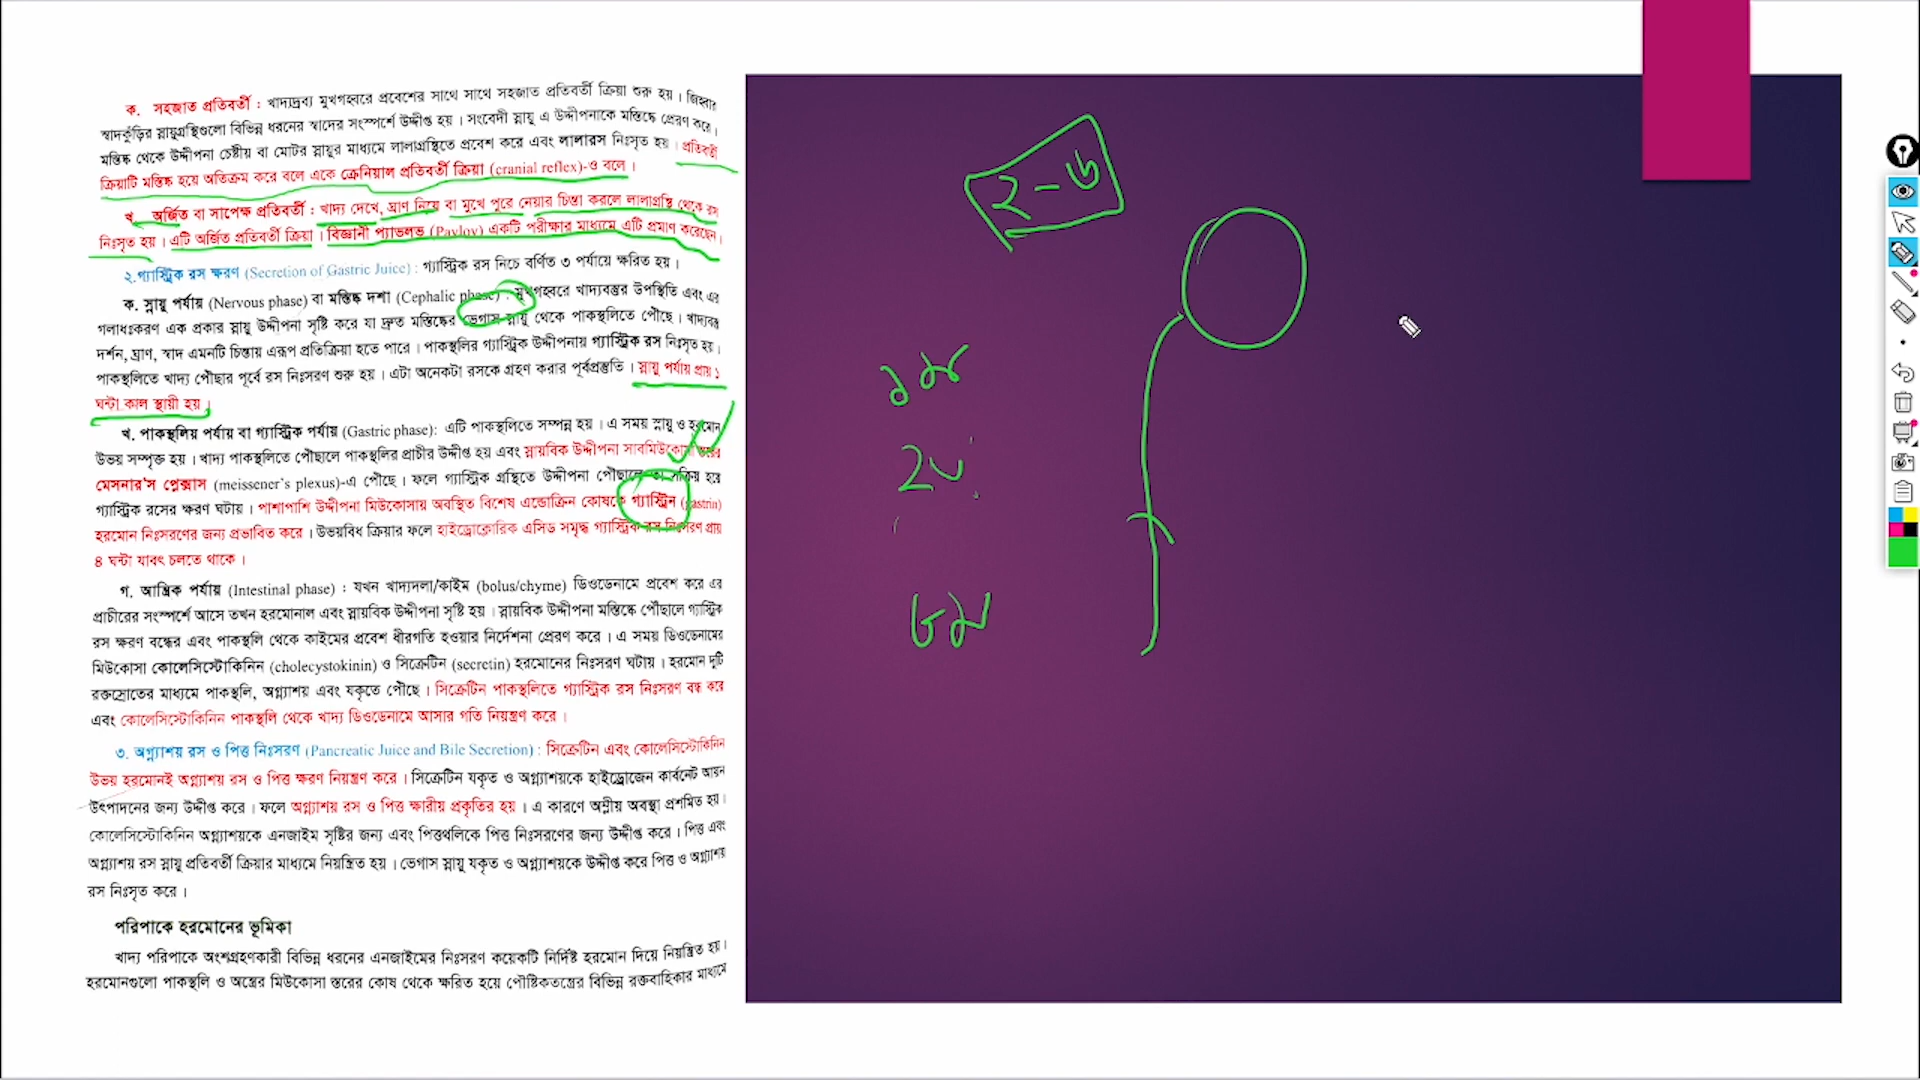 ক. সহজাত প্রতিবর্তী : খাদ্যদ্রব্য মুখগহ্বরে প্রবেশের সাথে সাথে সহজাত প্রতিবর্তী ক্রিয়া শুরু হয়। জিহ্বার
স্বাদকুঁড়ির স্নায়ুগ্রন্থিগুলো বিভিন্ন ধরনের স্বাদের সংস্পর্শে উদ্দীপ্ত হয়। সংবেদী স্নায়ু এ উদ্দীপনাকে মস্তিষ্কে প্রেরণ করে।
মস্তিষ্ক থেকে উদ্দীপনা চেষ্টীয় বা মোটর স্নায়ুর মাধ্যমে লালাগ্রন্থিতে প্রবেশ করে এবং লালারস নিঃসৃত হয়। প্রতিবর্তী
ক্রিয়াটি মস্তিষ্ক হয়ে অতিক্রম করে বলে একে ক্রেনিয়াল প্রতিবর্তী ক্রিয়া (cranial reflex)-ও বলে।
খ. অর্জিত বা সাপেক্ষ প্রতিবর্তী : খাদ্য দেখে, ঘ্রাণ নিয়ে বা মুখে পুরে নেয়ার চিন্তা করলে লালাগ্রন্থি থেকে রস
নিঃসৃত হয়। এটি অর্জিত প্রতিবর্তী ক্রিয়া। বিজ্ঞানী প্যাভলভ (Pavlov) একটি পরীক্ষার মাধ্যমে এটি প্রমাণ করেছেন।
২.গ্যাস্ট্রিক রস ক্ষরণ (Secretion of Gastric Juice) : গ্যাস্ট্রিক রস নিচে বর্ণিত ৩ পর্যায়ে ক্ষরিত হয়।
ক. স্নায়ু পর্যায় (Nervous phase) বা মস্তিষ্ক দশা (Cephalic phase) : মুখগহ্বরে খাদ্যবস্তুর উপস্থিতি এবং এর
গলাধঃকরণ এক প্রকার স্নায়ু উদ্দীপনা সৃষ্টি করে যা দ্রুত মস্তিষ্কের ভেগাস স্নায়ু থেকে পাকস্থলিতে পৌছে। খাদ্যবস্তু
দর্শন, ঘ্রাণ, স্বাদ এমনটি চিন্তায় এরূপ প্রতিক্রিয়া হতে পারে। পাকস্থলির গ্যাস্ট্রিক উদ্দীপনায় গ্যাস্ট্রিক রস নিঃসৃত হয়।
পাকস্থলিতে খাদ্য পৌছার পূর্বে রস নিঃসরণ শুরু হয়। এটা অনেকটা রসকে গ্রহণ করার পূর্বপ্রস্তুতি। স্নায়ু পর্যায় প্রায় ১
ঘন্টা কাল স্থায়ী হয়।
খ. পাকস্থলিয় পর্যায় বা গ্যাস্ট্রিক পর্যায় (Gastric phase): এটি পাকস্থলিতে সম্পন্ন হয়। এ সময় স্নায়ু ও হরমোন
উভয় সম্পৃক্ত হয়। খাদ্য পাকস্থলিতে পৌছালে পাকস্থলির প্রাচীর উদ্দীপ্ত হয় এবং স্নায়বিক উদ্দীপনা সাবমিউকোসা স্তরের
মেসনার'স প্লেক্সাস (meissener's plexus)-এ পৌছে। ফলে গ্যাস্ট্রিক গ্রন্থিতে উদ্দীপনা পৌছালে তা সক্রিয় হয়ে
গ্যাস্ট্রিক রসের ক্ষরণ ঘটায়। পাশাপাশি উদ্দীপনা মিউকোসায় অবস্থিত বিশেষ এন্ডোক্রিন কোষকে গ্যাস্ট্রিন (gastrin)
হরমোন নিঃসরণের জন্য প্রভাবিত করে। উভয়বিধ ক্রিয়ার ফলে হাইড্রোক্লোরিক এসিড সমৃদ্ধ গ্যাস্ট্রিক রস নিঃসরণ প্রায়
৪ ঘন্টা যাবৎ চলতে থাকে।
গ. আন্ত্রিক পর্যায় (Intestinal phase) : যখন খাদ্যদলা/কাইম (bolus/chyme) ডিওডেনামে প্রবেশ করে এর
প্রাচীরের সংস্পর্শে আসে তখন হরমোনাল এবং স্নায়বিক উদ্দীপনা সৃষ্টি হয়। স্নায়বিক উদ্দীপনা মস্তিষ্কে পৌঁছালে গ্যাস্ট্রিক
রস ক্ষরণ বন্ধের এবং পাকস্থলি থেকে কাইমের প্রবেশ ধীরগতি হওয়ার নির্দেশনা প্রেরণ করে। এ সময় ডিওডেনামের
মিউকোসা কোলেসিস্টোকিনিন (cholecystokinin) ও সিক্রেটিন (secretin) হরমোনের নিঃসরণ ঘটায়। হরমোন দুটি
রক্তস্রোতের মাধ্যমে পাকস্থলি, অগ্ন্যাশয় এবং যকৃতে পৌছে। সিক্রেটিন পাকস্থলিতে গ্যাস্ট্রিক রস নিঃসরণ বন্ধ করে
এবং কোলেসিস্টোকিনিন পাকস্থলি থেকে খাদ্য ডিওডেনামে আসার গতি নিয়ন্ত্রণ করে।
৩. অগ্ন্যাশয় রস ও পিত্ত নিঃসরণ (Pancreatic Juice and Bile Secretion) : সিক্রেটিন এবং কোলেসিস্টোকিনিন
উভয় হরমোনই অগ্ন্যাশয় রস ও পিত্ত ক্ষরণ নিয়ন্ত্রণ করে। সিক্রেটিন যকৃত ও অগ্ন্যাশয়কে হাইড্রোজেন কার্বনেট আয়ন
উৎপাদনের জন্য উদ্দীপ্ত করে। ফলে অগ্ন্যাশয় রস ও পিত্ত ক্ষারীয় প্রকৃতির হয়। এ কারণে অম্লীয় অবস্থা প্রশমিত হয়।
কোলেসিস্টোকিনিন অগ্ন্যাশয়কে এনজাইম সৃষ্টির জন্য এবং পিত্তথলিকে পিত্ত নিঃসরণের জন্য উদ্দীপ্ত করে। পিত্ত এবং
অগ্ন্যাশয় রস স্নায়ু প্রতিবর্তী ক্রিয়ার মাধ্যমে নিয়ন্ত্রিত হয়। ভেগাস স্নায়ু যকৃত ও অগ্ন্যাশয়কে উদ্দীপ্ত করে পিত্ত ও অগ্ন্যাশয়
রস নিঃসৃত করে।
পরিপাকে হরমোনের ভূমিকা
খাদ্য পরিপাকে অংশগ্রহণকারী বিভিন্ন ধরনের এনজাইমের নিঃসরণ কয়েকটি নির্দিষ্ট হরমোন দিয়ে নিয়ন্ত্রিত হয়।
হরমোনগুলো পাকস্থলী ও অন্ত্রের মিউকোসা স্তরের কোষ থেকে ক্ষরিত হয়ে পৌষ্টিকতন্ত্রের বিভিন্ন রক্তবাহিকার মাধ্যমে
২-৩
১ম